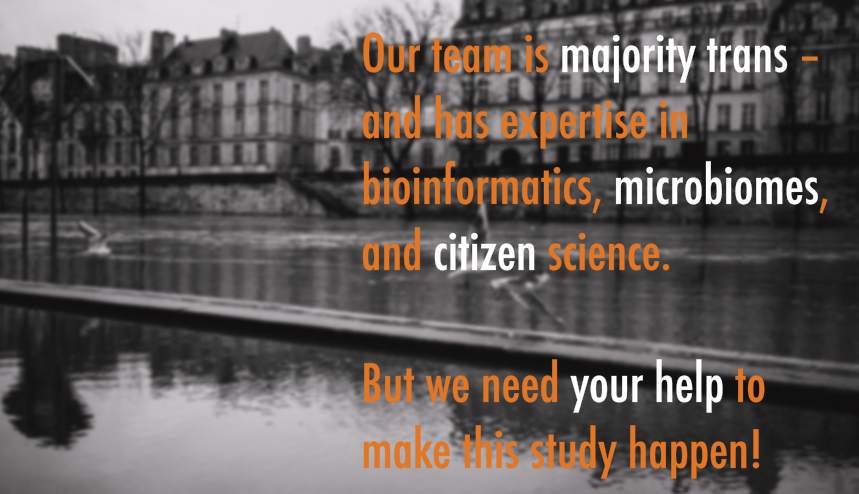 Our team is majority trans –
and has expertise in
bioinformatics, microbiomes,
and citizen science.
But we need your help to
make this study happen!